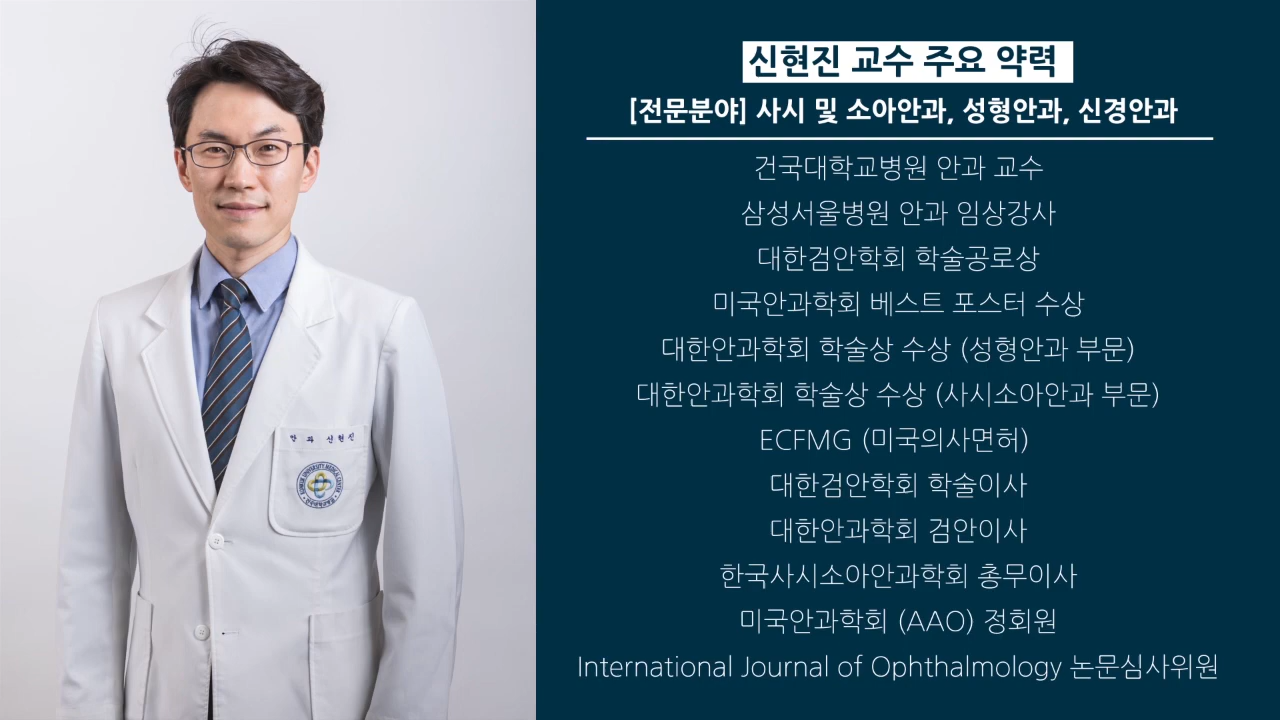 신현진 교수 주요 약력
[전문분야] 사시 및 소아안과, 성형안과, 신경안과
건국대학교병원 안과 교수
삼성서울병원 안과 임상강사
대한검안학회 학술공로상
미국안과학회 베스트 포스터 수상
대한안과학회 학술상 수상 (성형안과 부문)
대한안과학회 학술상 수상 (사시소아안과 부문)
ECFMG (미국의사면허)
대한검안학회 학술이사
대한안과학회 검안이사
한국사시소아안과학회 총무이사
미국안과학회 (AAO) 정회원
International Journal of Ophthalmology 논문심사위원
안과 신현진